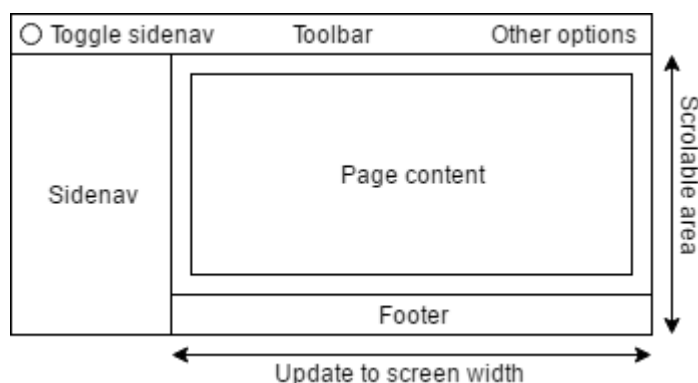 Toggle sidenav Toolbar Other options
Sidenav
Page content
Scrolable area
Footer
Update to screen width